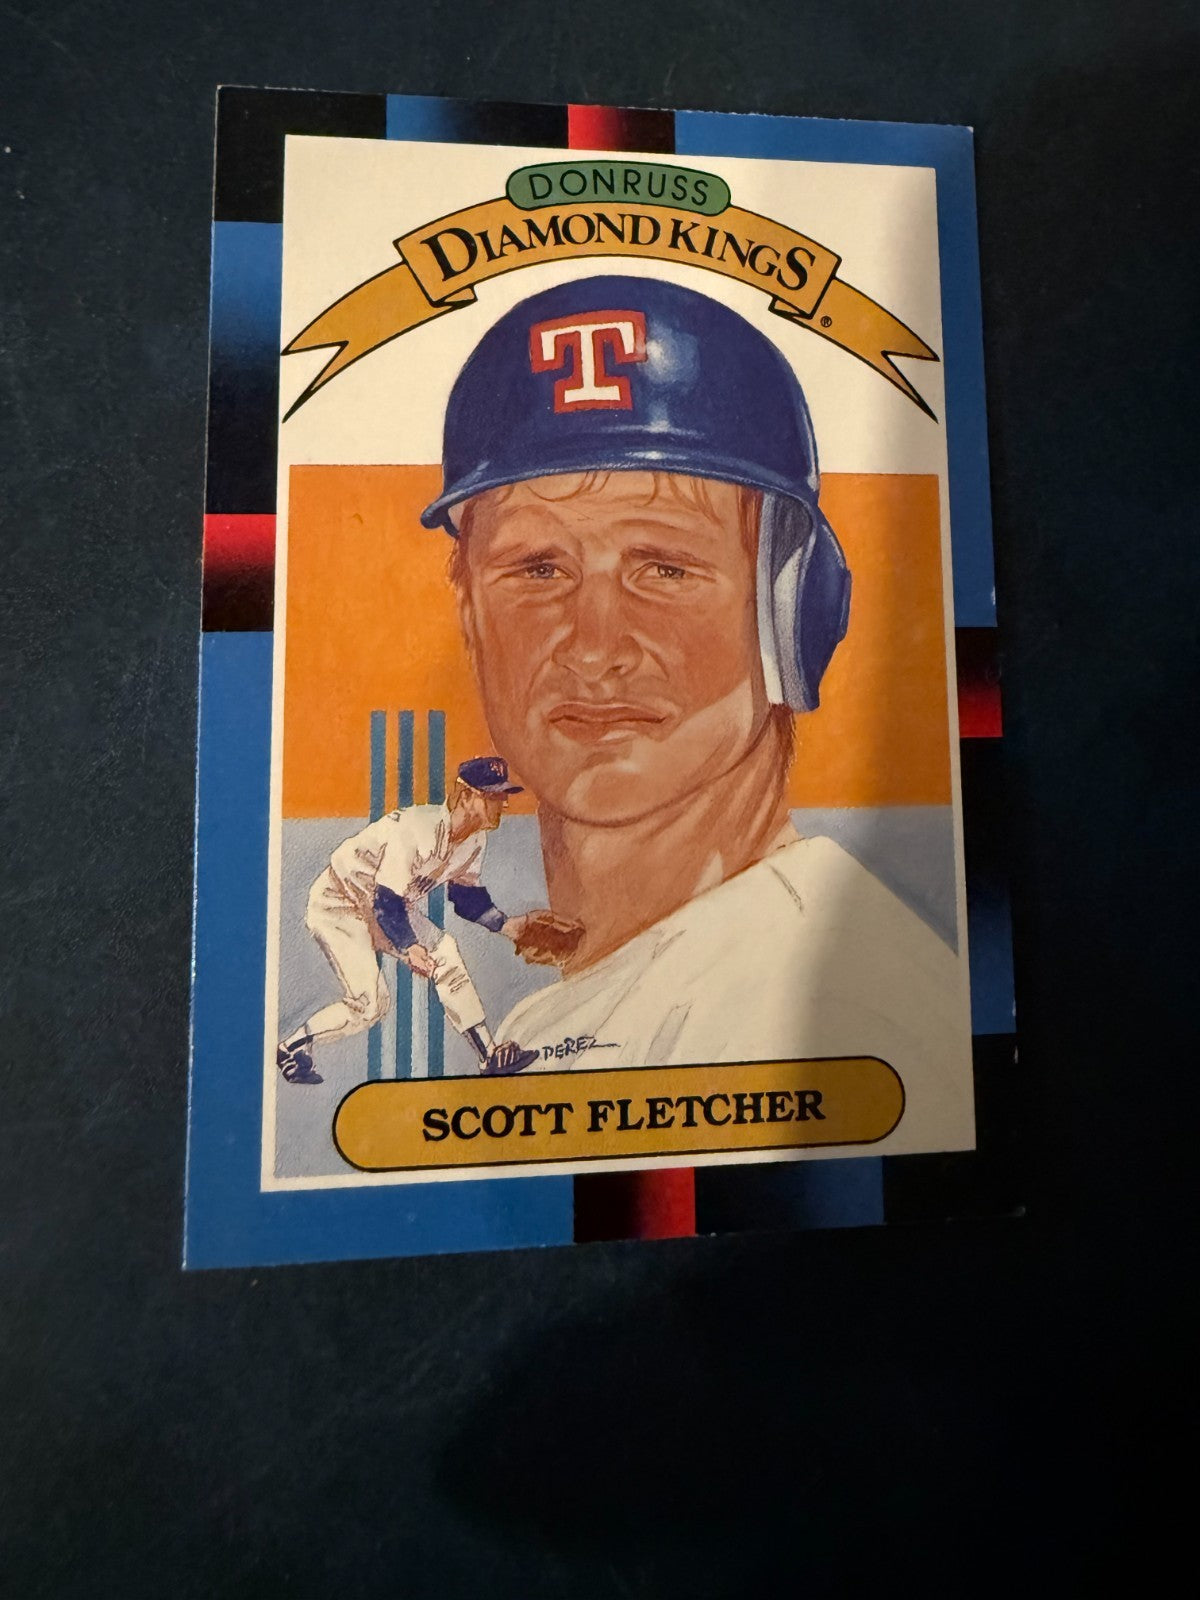 DONRUSS
DIAMOND KINGS
®
T
PEREZ
SCOTT FLETCHER